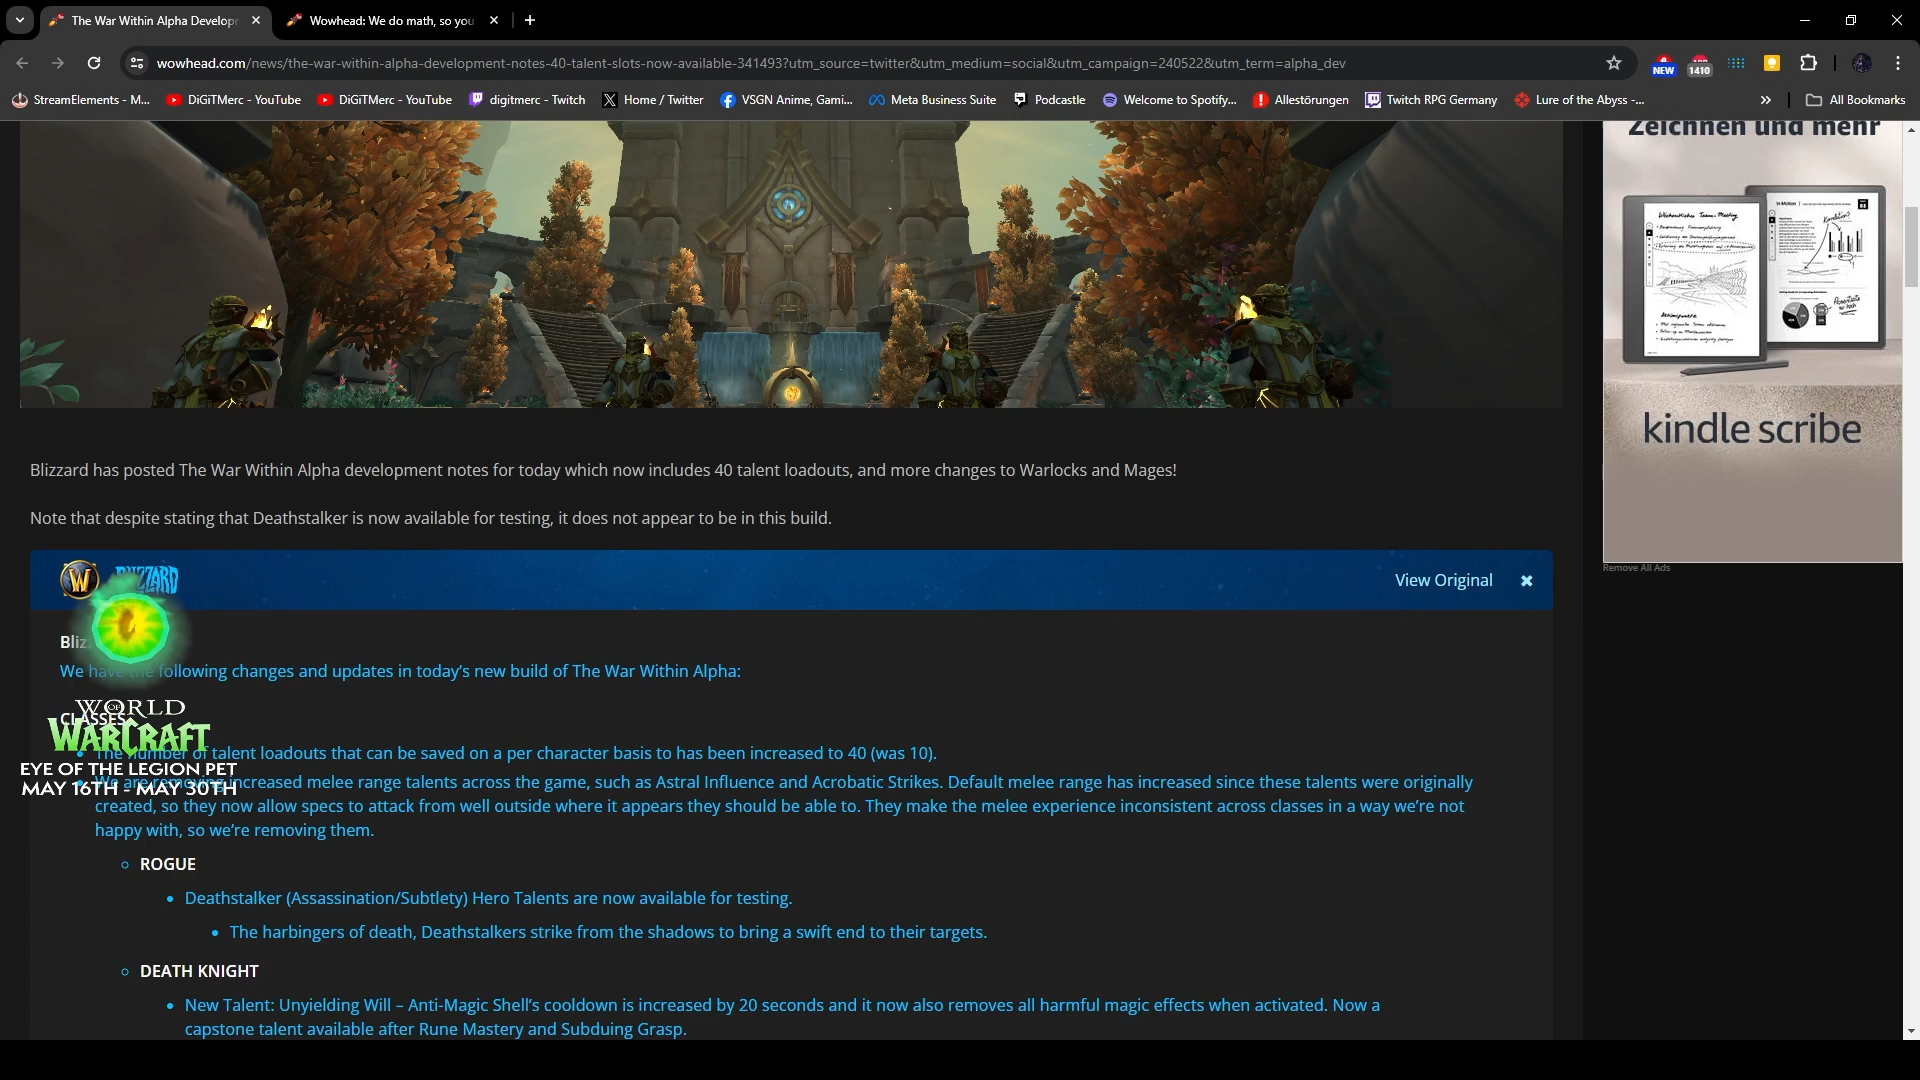 The War Within Alpha Develop
Wowhead: We do math, so you
wowhead.com/news/the-war-within-alpha-development-notes-40-talent-slots-now-available-341493?utm_source=twitter&utm_medium=social&utm_campaign=240522&utm_term=alpha_dev
NEW
1410
StreamElements - M...
DiGiTMerc - YouTube
DiGiTMerc - YouTube
digitmerc - Twitch
Home / Twitter
VSGN Anime, Gami...
Meta Business Suite
Podcastle
Welcome to Spotify...
Allestörungen
Twitch RPG Germany
Lure of the Abyss -...
All Bookmarks
Zeichnen und mehr
kindle scribe
Remove All Ads
Blizzard has posted The War Within Alpha development notes for today which now includes 40 talent loadouts, and more changes to Warlocks and Mages!
Note that despite stating that Deathstalker is now available for testing, it does not appear to be in this build.
View Original
We have the following changes and updates in today's new build of The War Within Alpha:
CLASSES
WORLD OF
WARCRAFT
EYE OF THE LEGION PET
MAY 16TH - MAY 30TH
The number of talent loadouts that can be saved on a per character basis to has been increased to 40 (was 10).
We are removing increased melee range talents across the game, such as Astral Influence and Acrobatic Strikes. Default melee range has increased since these talents were originally
created, so they now allow specs to attack from well outside where it appears they should be able to. They make the melee experience inconsistent across classes in a way we're not
happy with, so we're removing them.
ROGUE
Deathstalker (Assassination/Subtlety) Hero Talents are now available for testing.
The harbingers of death, Deathstalkers strike from the shadows to bring a swift end to their targets.
DEATH KNIGHT
New Talent: Unyielding Will – Anti-Magic Shell's cooldown is increased by 20 seconds and it now also removes all harmful magic effects when activated. Now a
capstone talent available after Rune Mastery and Subduing Grasp.